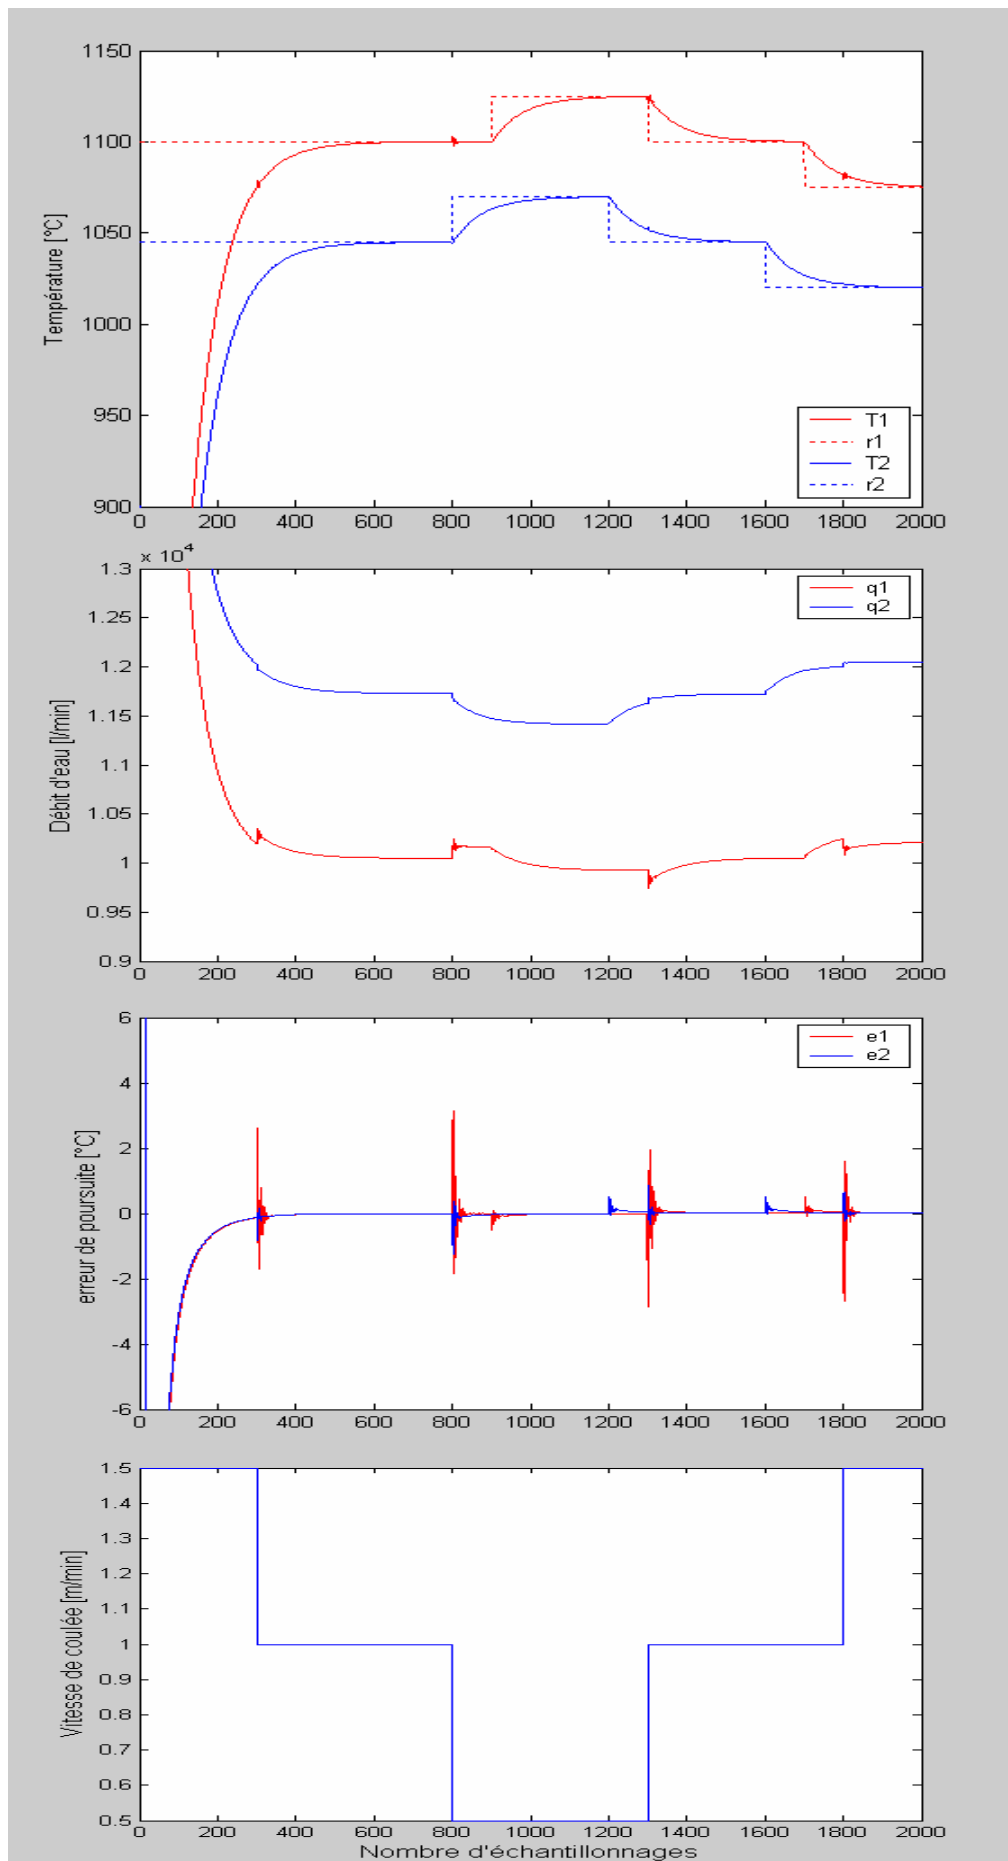 Température [°C]
1150
1100
1050
1000
950
900
0 200 400 600 800 1000 1200 1400 1600 1800 2000
T1
r1
T2
r2
x 10^4
Débit d'eau [l/min]
1.3
1.25
1.2
1.15
1.1
1.05
1
0.95
0.9
0 200 400 600 800 1000 1200 1400 1600 1800 2000
q1
q2
erreur de poursuite [°C]
6
4
2
0
-2
-4
-6
0 200 400 600 800 1000 1200 1400 1600 1800 2000
e1
e2
Vitesse de coulée [m/min]
1.5
1.4
1.3
1.2
1.1
1
0.9
0.8
0.7
0.6
0.5
0 200 400 600 800 1000 1200 1400 1600 1800 2000
Nombre d'échantillonnages